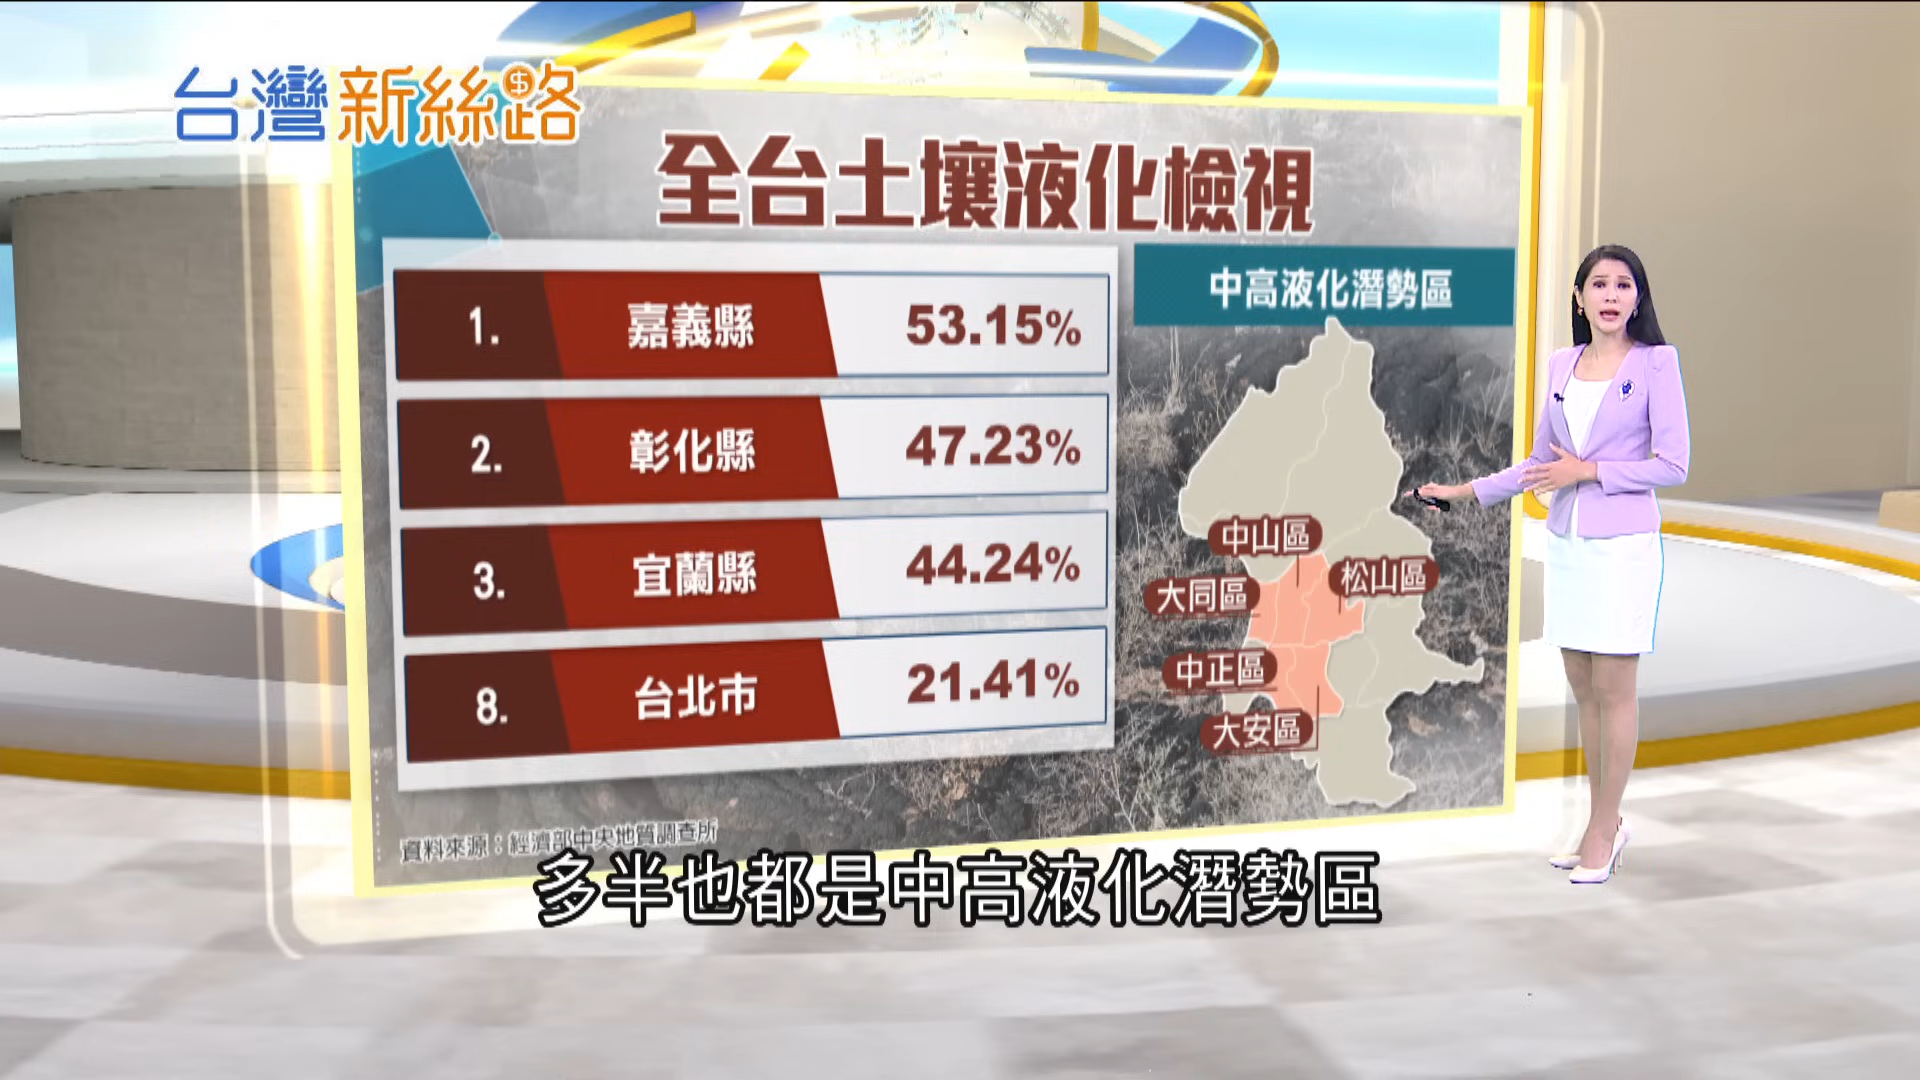 台灣新絲路
全台土壤液化檢視
1. 嘉義縣 53.15%
2. 彰化縣 47.23%
3. 宜蘭縣 44.24%
8. 台北市 21.41%
中高液化潛勢區
中山區
松山區
大同區
中正區
大安區
資料來源：經濟部中央地質調查所
多半也都是中高液化潛勢區